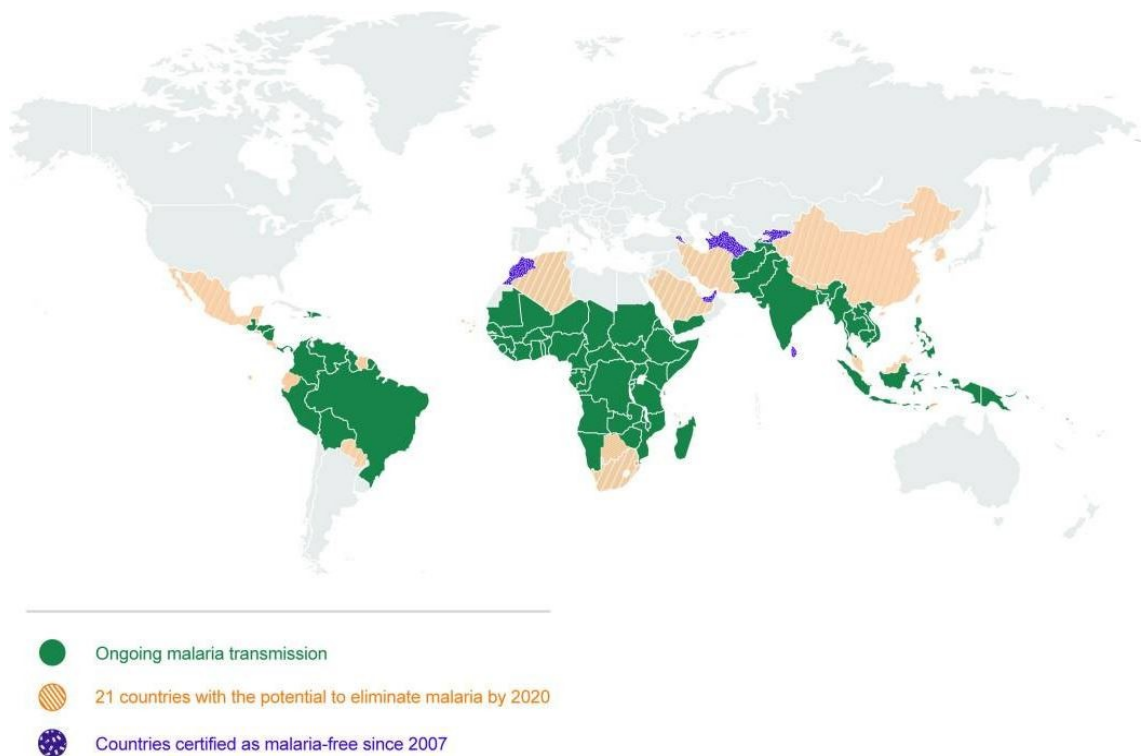 Ongoing malaria transmission
21 countries with the potential to eliminate malaria by 2020
Countries certified as malaria-free since 2007